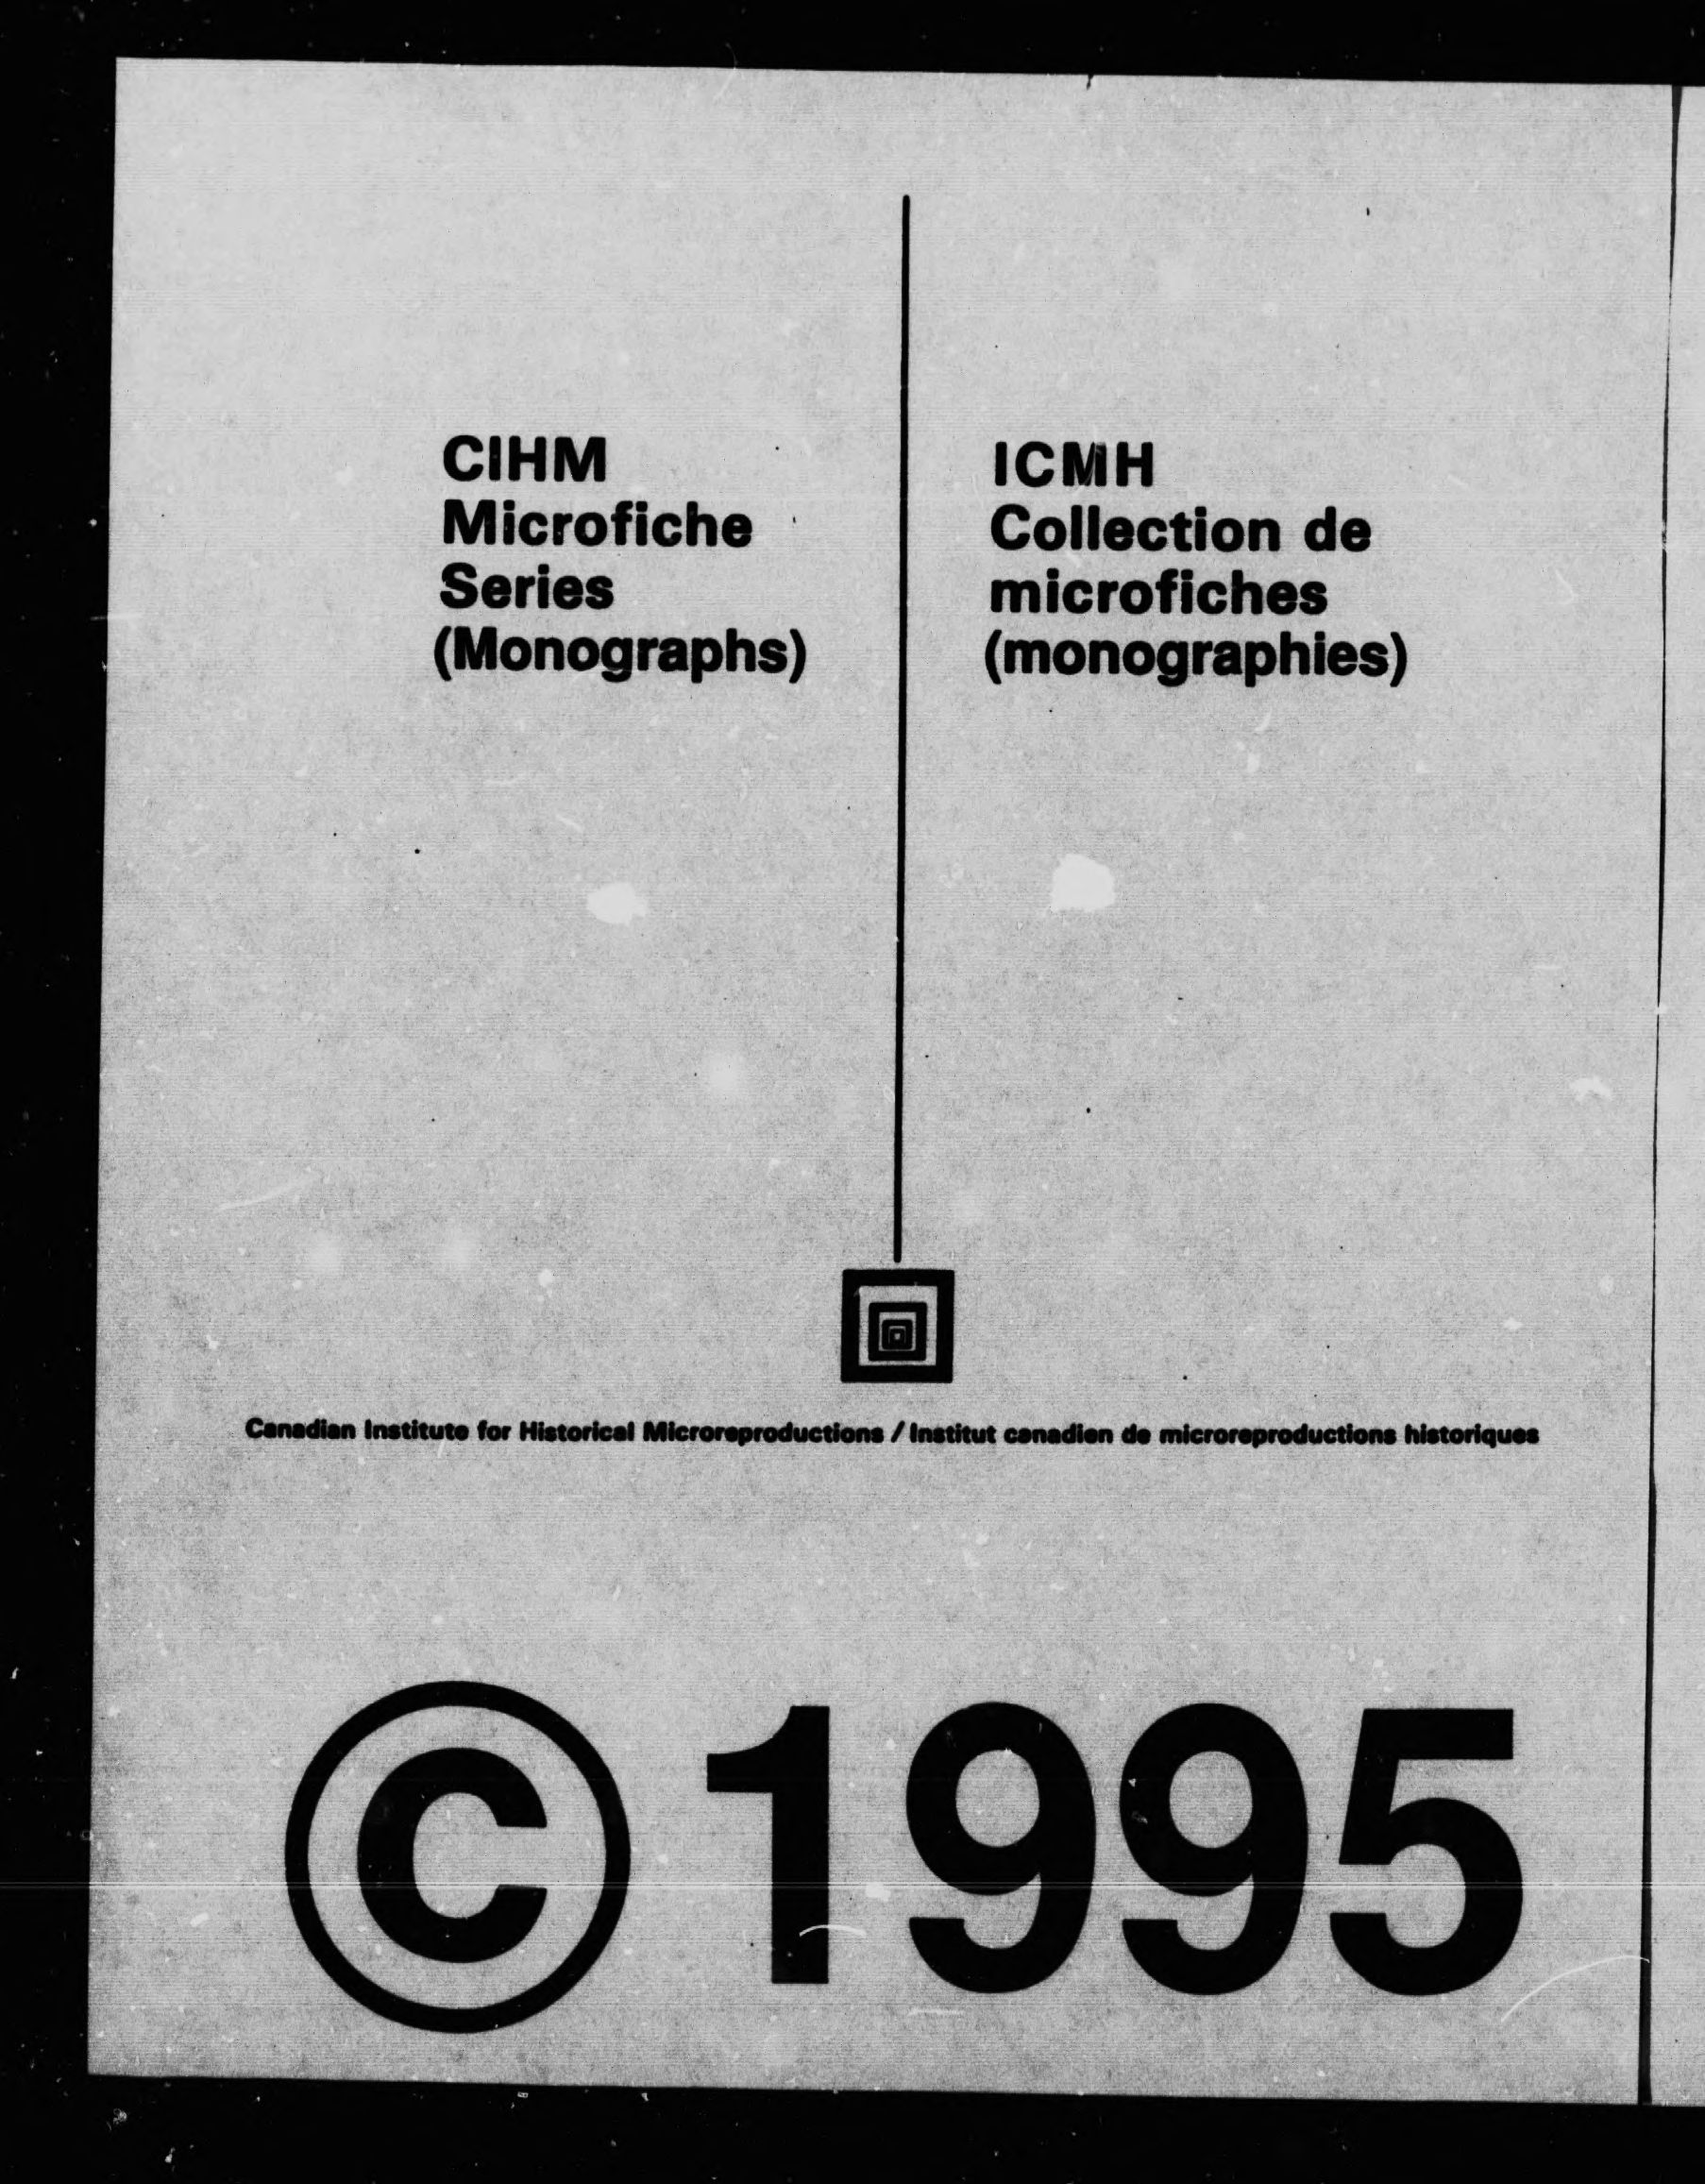 CIHM
Microfiche
Series
(Monographs)
ICMH
Collection de
microfiches
(monographies)
Canadian Institute for Historical Microreproductions / Institut canadien de microreproductions historiques
© 1995